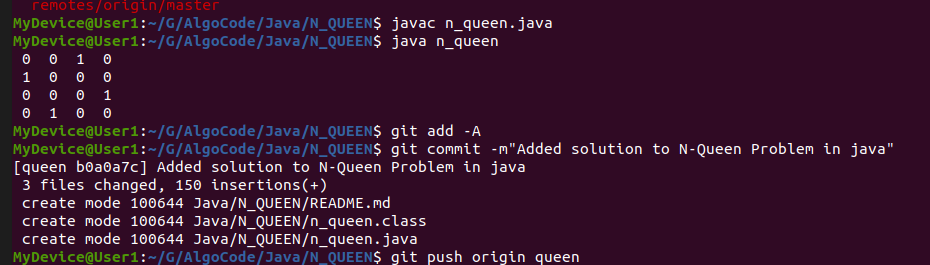 remotes/origin/master
MyDevice@User1:~/G/AlgoCode/Java/N_QUEEN$ javac n_queen.java
MyDevice@User1:~/G/AlgoCode/Java/N_QUEEN$ java n_queen
0 0 1 0
1 0 0 0
0 0 0 1
0 1 0 0
MyDevice@User1:~/G/AlgoCode/Java/N_QUEEN$ git add -A
MyDevice@User1:~/G/AlgoCode/Java/N_QUEEN$ git commit -m"Added solution to N-Queen Problem in java"
[queen b0a0a7c] Added solution to N-Queen Problem in java
3 files changed, 150 insertions(+)
create mode 100644 Java/N_QUEEN/README.md
create mode 100644 Java/N_QUEEN/n_queen.class
create mode 100644 Java/N_QUEEN/n_queen.java
MyDevice@User1:~/G/AlgoCode/Java/N_QUEEN$ git push origin queen